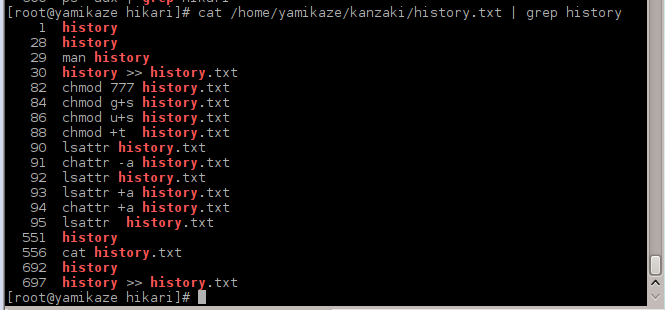 [root@yamikaze hikari]# cat /home/yamikaze/kanzaki/history.txt | grep history
1 history
28 history
29 man history
30 history >> history.txt
82 chmod 777 history.txt
84 chmod g+s history.txt
86 chmod u+s history.txt
88 chmod +t  history.txt
90 lsattr history.txt
91 chattr -a history.txt
92 lsattr history.txt
93 lsattr +a history.txt
94 chattr +a history.txt
95 lsattr  history.txt
551 history
556 cat history.txt
692 history
697 history >> history.txt
[root@yamikaze hikari]#